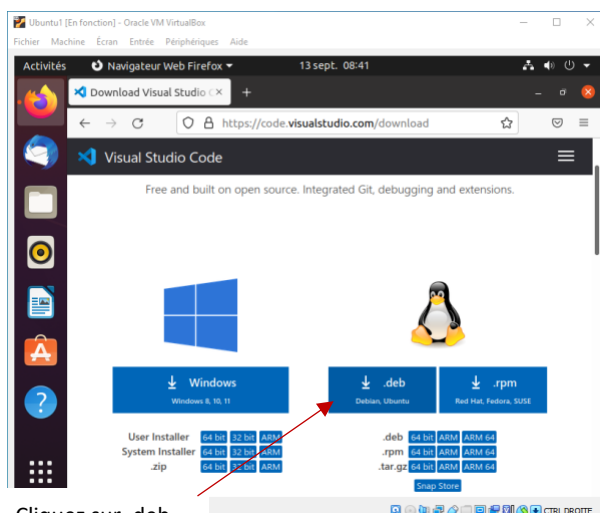 Ubuntu1 [En fonction] - Oracle VM VirtualBox
Fichier Machine Écran Entrée Périphériques Aide
Activités Navigateur Web Firefox 13 sept. 08:41
Download Visual Studio C × +
https://code.visualstudio.com/download
Visual Studio Code
Free and built on open source. Integrated Git, debugging and extensions.
Windows
Windows 8, 10, 11
.deb
Debian, Ubuntu
.rpm
Red Hat, Fedora, SUSE
User Installer 64 bit 32 bit ARM
System Installer 64 bit 32 bit ARM
.zip 64 bit 32 bit ARM
.deb 64 bit ARM ARM 64
.rpm 64 bit ARM ARM 64
.tar.gz 64 bit ARM ARM 64
Snap Store
Cliquez sur .deb
CTRL DROITE